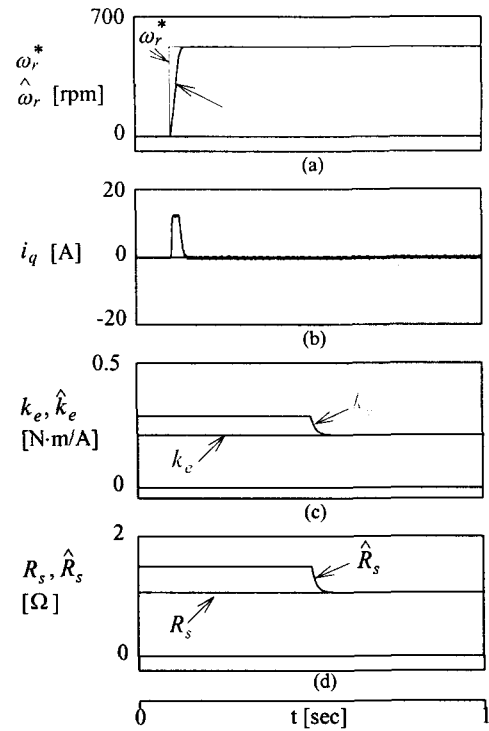 700
ω_r^*
ω_r^*
ω̂_r [rpm]
0
(a)
20
i_q [A]
0
-20
(b)
0.5
k_e, k̂_e
[N·m/A]
k_e
0
(c)
2
R̂_s
R_s, R̂_s
[Ω]
R_s
0
(d)
0
t [sec]
1